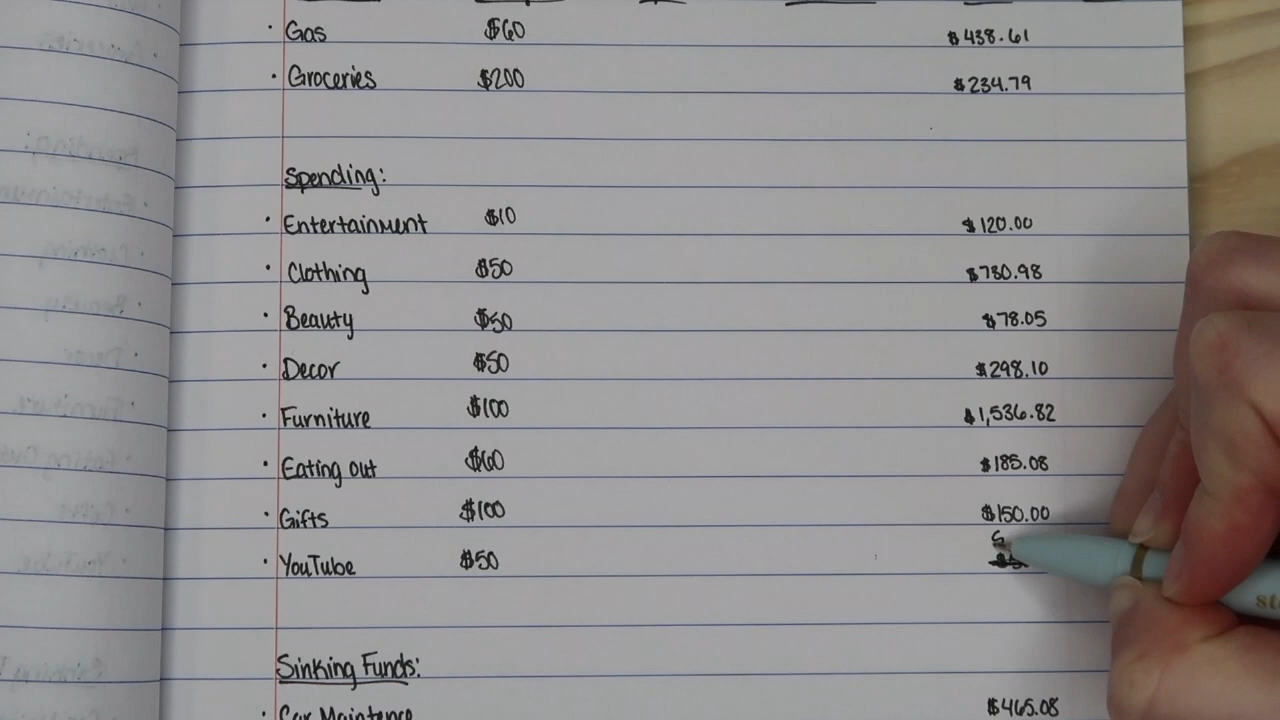 · Gas $60 $438.61
· Groceries $200 $234.79
Spending:
· Entertainment $10 $120.00
· Clothing $50 $780.98
· Beauty $50 $78.05
· Decor $50 $298.10
· Furniture $100 $1,536.82
· Eating out $60 $185.08
· Gifts $100 $150.00
· YouTube $50
Sinking Funds:
· Car Maintence $465.08